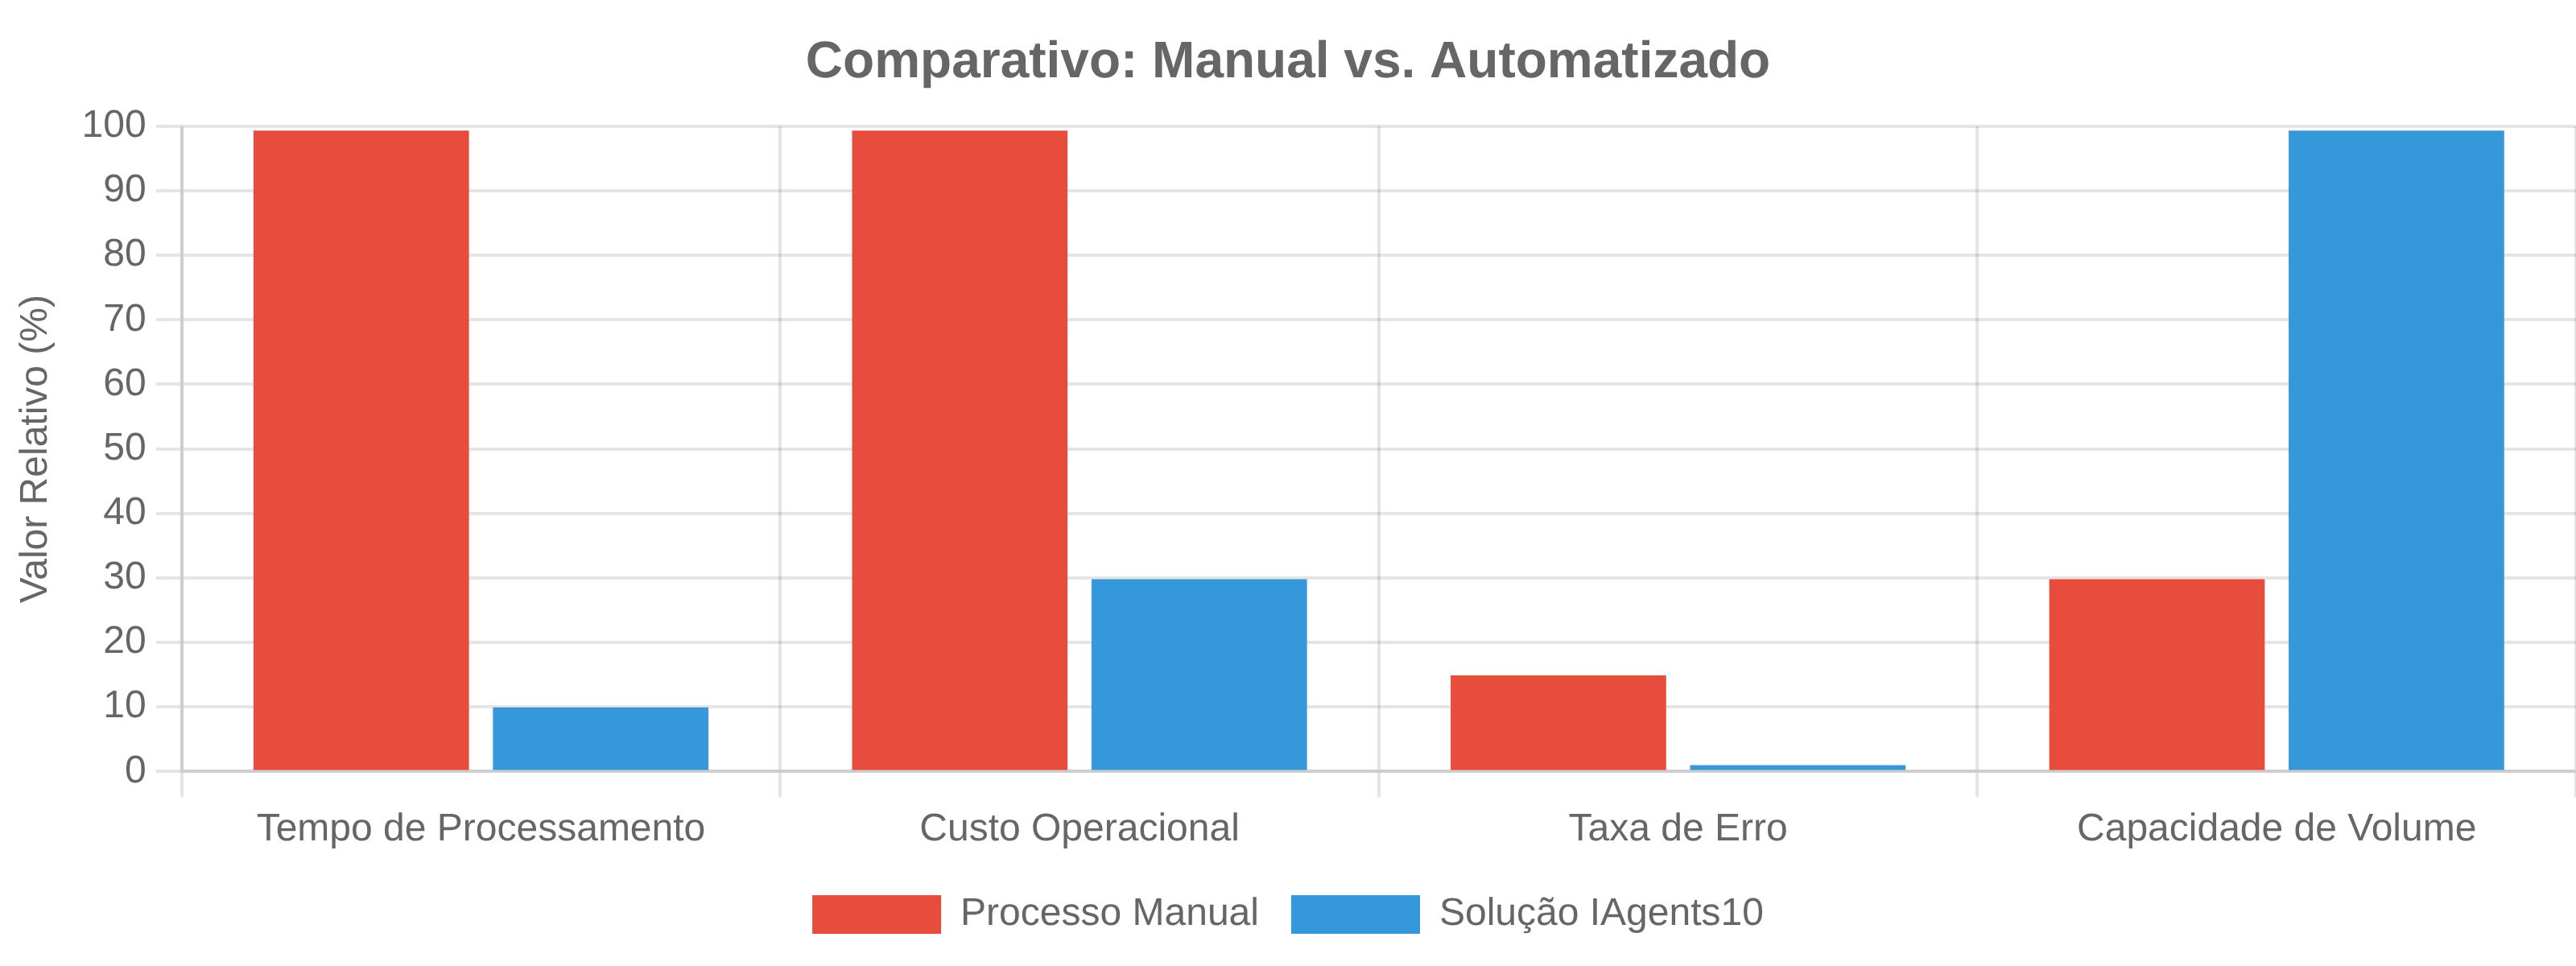 Comparativo: Manual vs. Automatizado
Valor Relativo (%)
100
90
80
70
60
50
40
30
20
10
0
Tempo de Processamento
Custo Operacional
Taxa de Erro
Capacidade de Volume
Processo Manual
Solução IAgents10